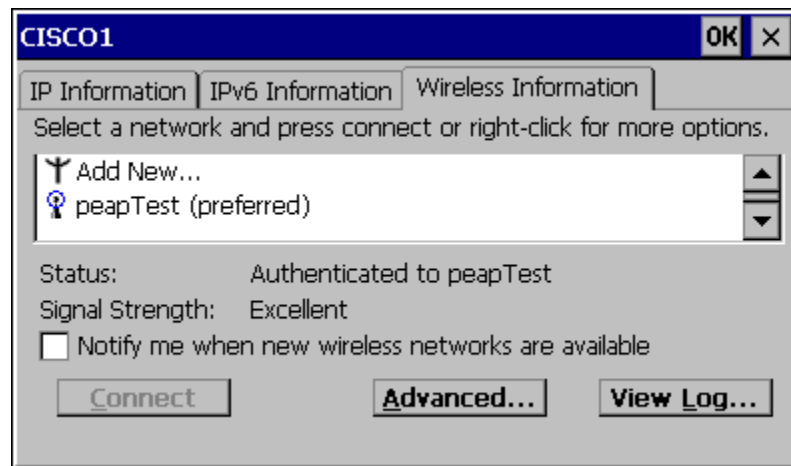 CISCO1 OK ×
IP Information IPv6 Information Wireless Information
Select a network and press connect or right-click for more options.
Add New...
peapTest (preferred)
Status: Authenticated to peapTest
Signal Strength: Excellent
Notify me when new wireless networks are available
Connect Advanced... View Log...